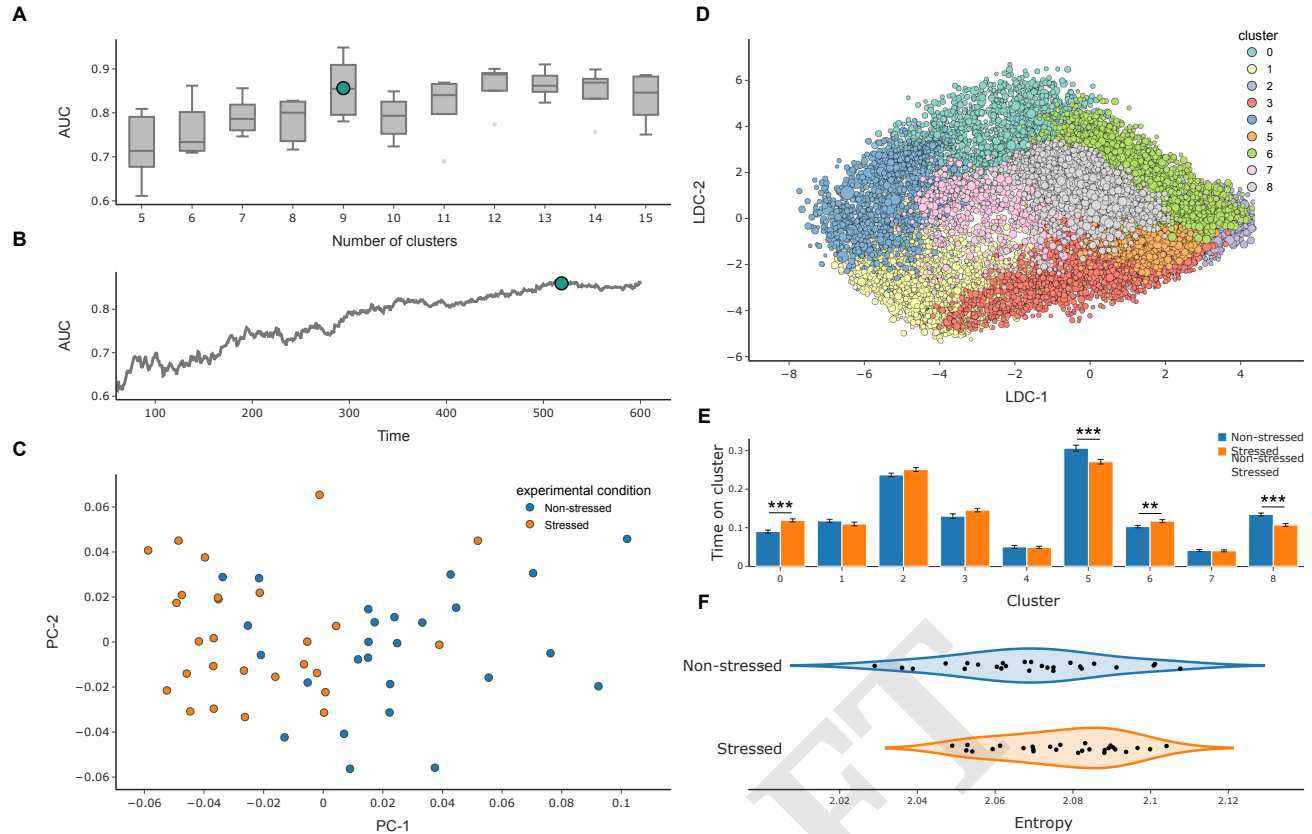 A
AUC
0.9
0.8
0.7
0.6
5 6 7 8 9 10 11 12 13 14 15
Number of clusters
B
AUC
0.8
0.7
0.6
100 200 300 400 500 600
Time
C
experimental condition
Non-stressed
Stressed
PC-2
0.06
0.04
0.02
0
−0.02
−0.04
−0.06
−0.06 −0.04 −0.02 0 0.02 0.04 0.06 0.08 0.1
PC-1
D
cluster
0
1
2
3
4
5
6
7
8
LDC-2
6
4
2
0
−2
−4
−6
−8 −6 −4 −2 0 2 4
LDC-1
E
Non-stressed
Stressed
Non-stressed
Stressed
Time on cluster
0.3
0.2
0.1
0
*** *** ** ***
0 1 2 3 4 5 6 7 8
Cluster
F
Non-stressed
Stressed
2.02 2.04 2.06 2.08 2.1 2.12
Entropy
FT